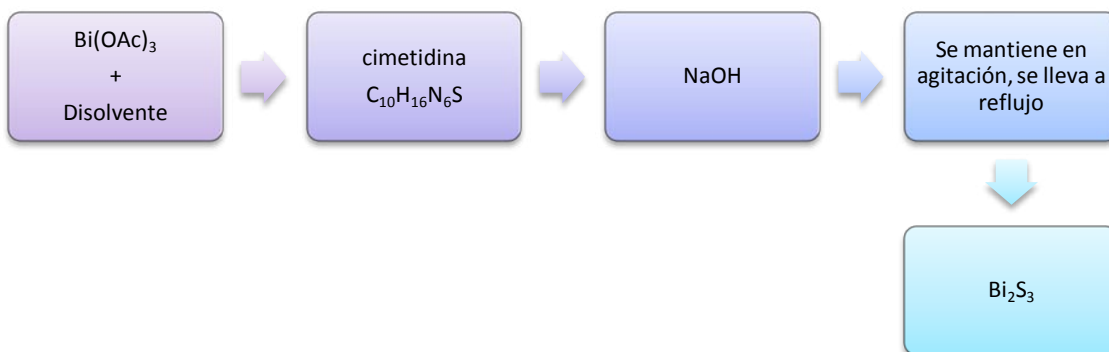 Bi(OAc)₃
+
Disolvente
cimetidina
C₁₀H₁₆N₆S
NaOH
Se mantiene en
agitación, se lleva a
reflujo
Bi₂S₃